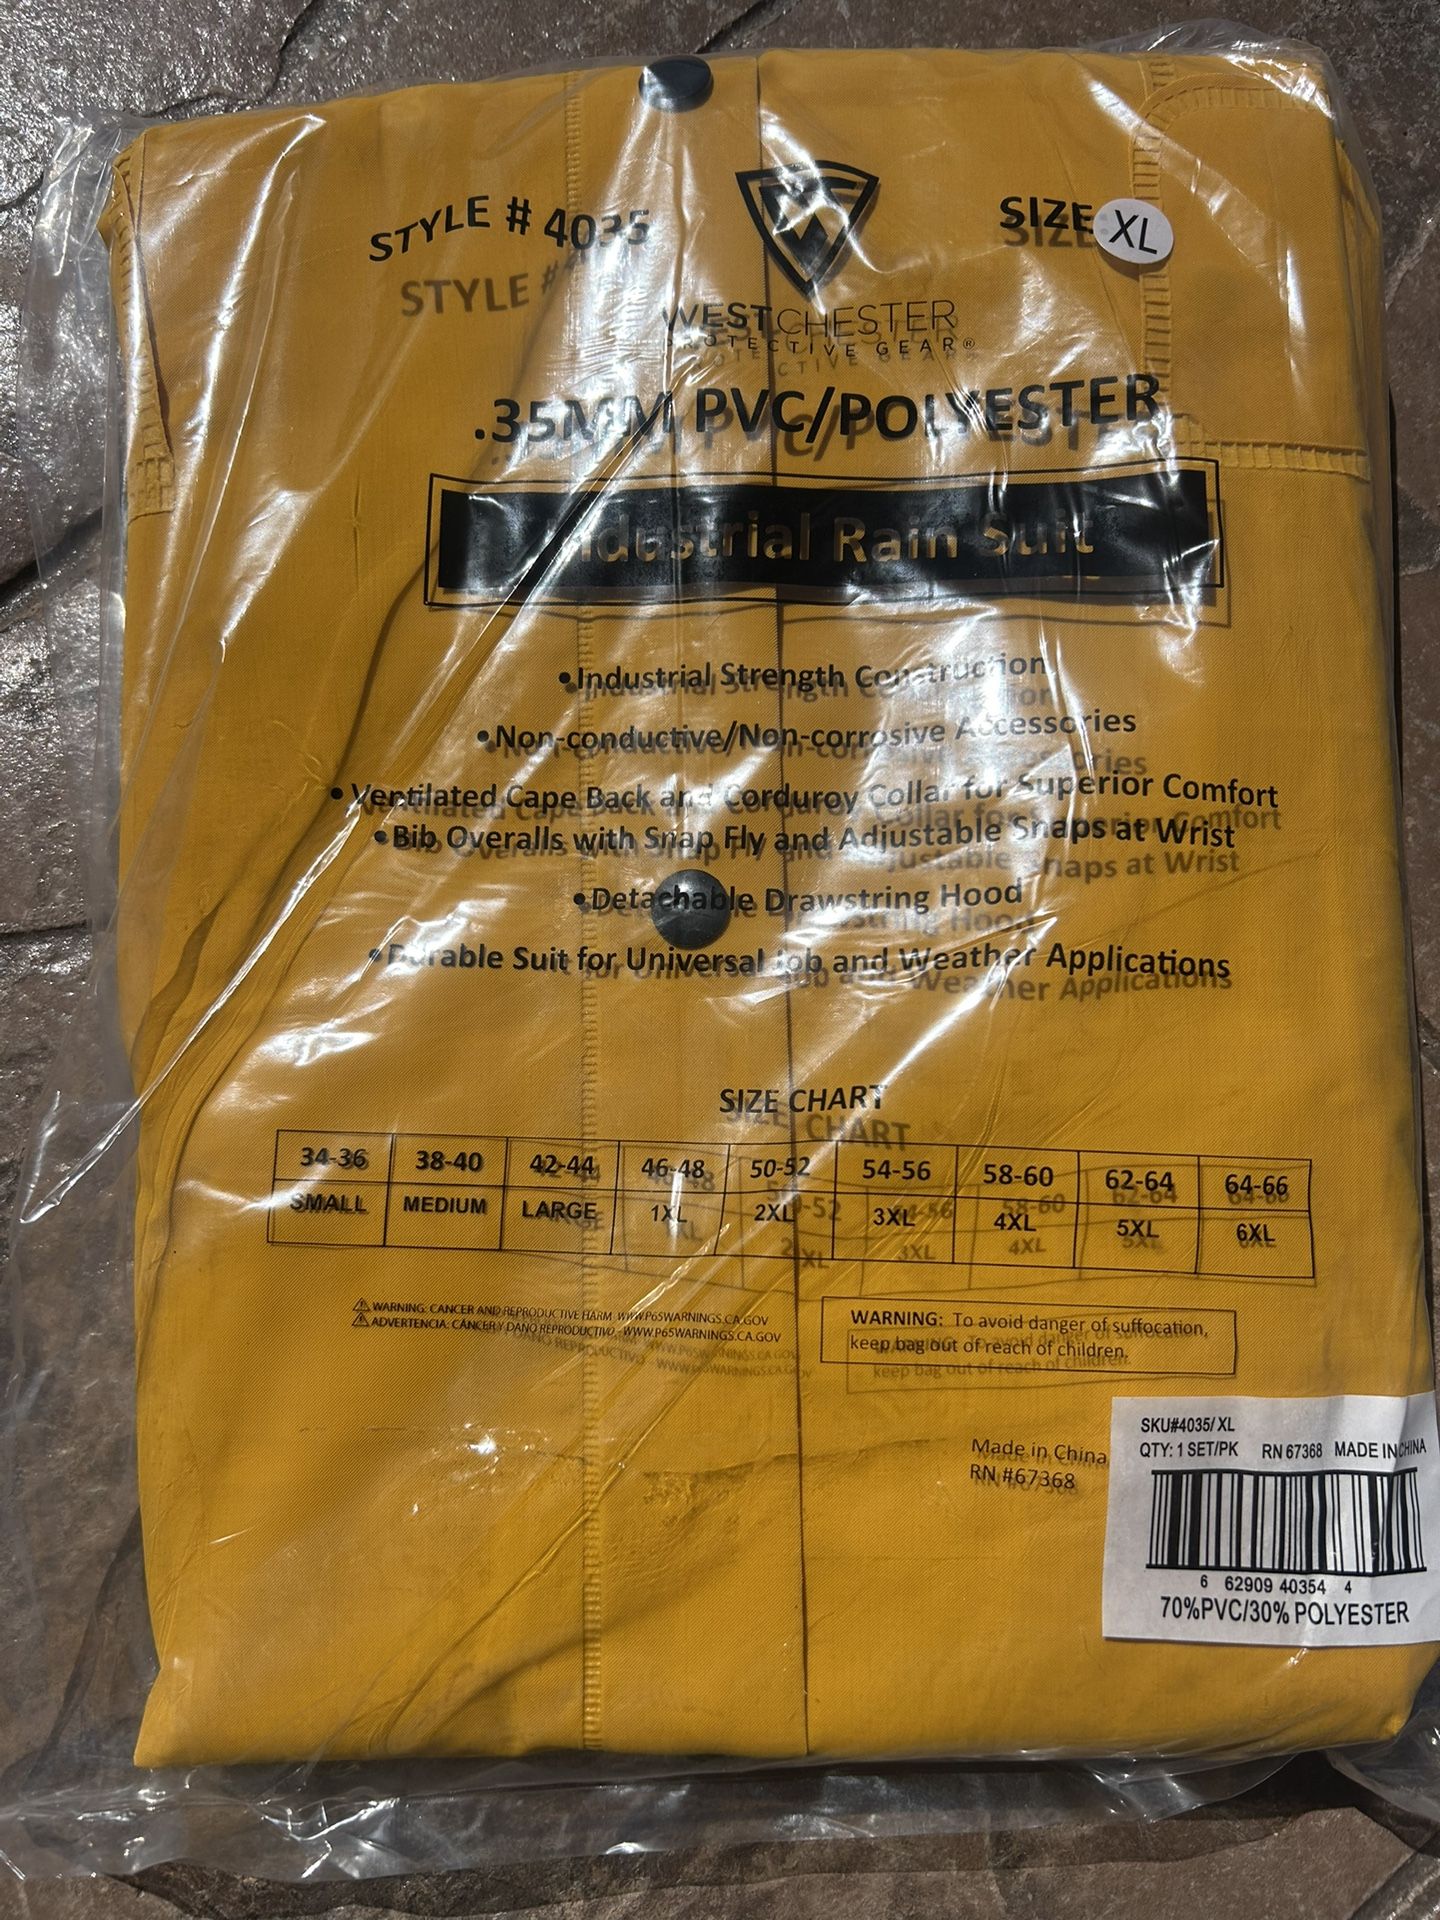 STYLE # 4035
SIZE XL
WEST CHESTER
PROTECTIVE GEAR®
.35MM PVC/POLYESTER
Industrial Rain Suit
•Industrial Strength Construction
•Non-conductive/Non-corrosive Accessories
•Ventilated Cape Back and Corduroy Collar for Superior Comfort
•Bib Overalls with Snap Fly and Adjustable Snaps at Wrist
•Detachable Drawstring Hood
•Durable Suit for Universal Job and Weather Applications
SIZE CHART
34-36 38-40 42-44 46-48 50-52 54-56 58-60 62-64 64-66
SMALL MEDIUM LARGE 1XL 2XL 3XL 4XL 5XL 6XL
⚠ WARNING: CANCER AND REPRODUCTIVE HARM WWW.P65WARNINGS.CA.GOV
⚠ ADVERTENCIA: CÁNCER Y DANO REPRODUCTIVO - WWW.P65WARNINGS.CA.GOV
WARNING: To avoid danger of suffocation,
keep bag out of reach of children.
Made in China
RN #67368
SKU#4035/XL
QTY: 1 SET/PK RN 67368 MADE IN CHINA
6 62909 40354 4
70%PVC/30% POLYESTER